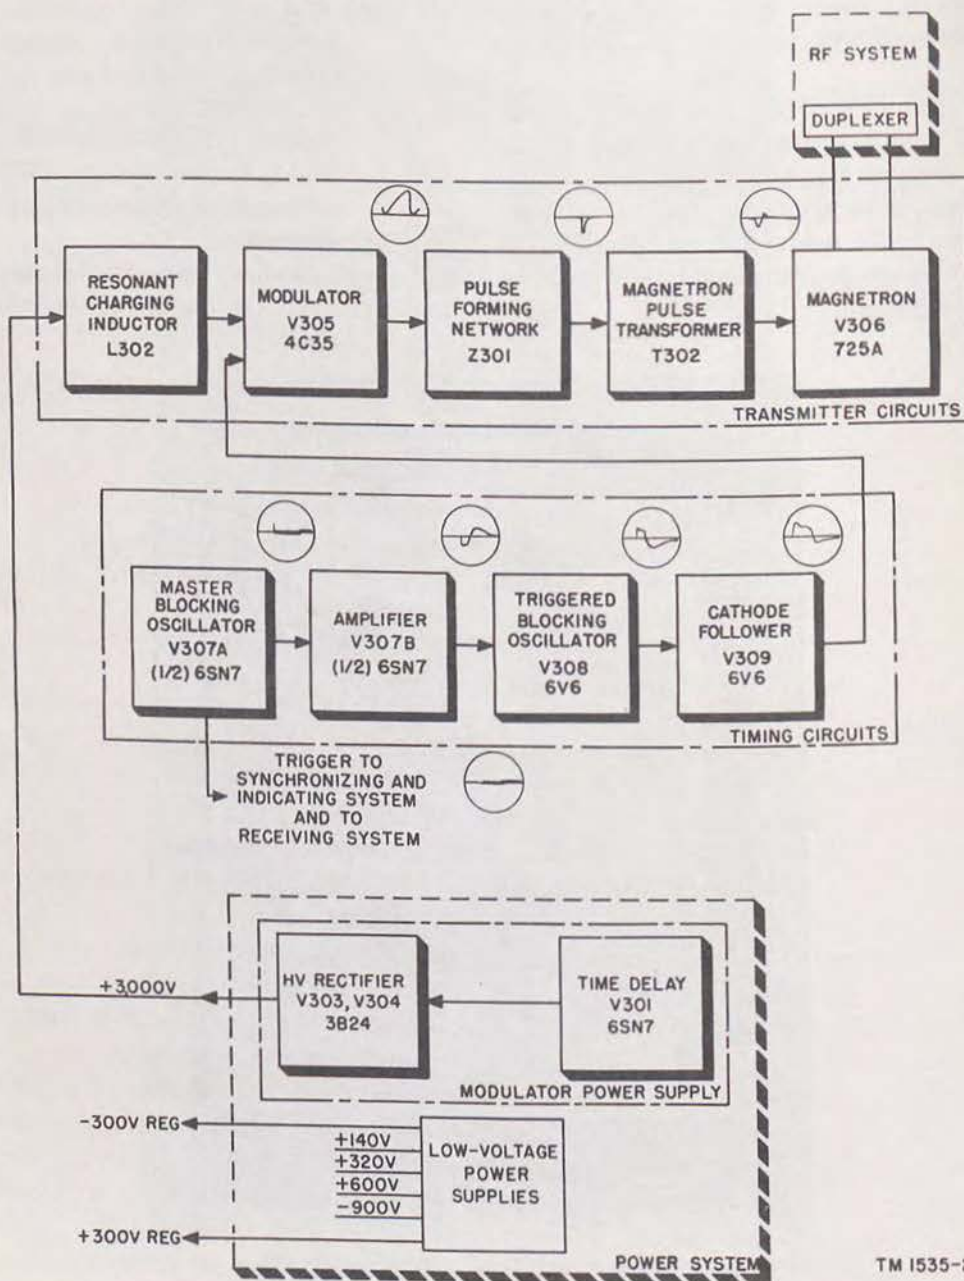 RF SYSTEM
DUPLEXER
RESONANT
CHARGING
INDUCTOR
L302
MODULATOR
V305
4C35
PULSE
FORMING
NETWORK
Z301
MAGNETRON
PULSE
TRANSFORMER
T302
MAGNETRON
V306
725A
TRANSMITTER CIRCUITS
MASTER
BLOCKING
OSCILLATOR
V307A
(1/2) 6SN7
AMPLIFIER
V307B
(1/2) 6SN7
TRIGGERED
BLOCKING
OSCILLATOR
V308
6V6
CATHODE
FOLLOWER
V309
6V6
TIMING CIRCUITS
TRIGGER TO
SYNCHRONIZING AND
INDICATING SYSTEM
AND TO
RECEIVING SYSTEM
+3,000V
HV RECTIFIER
V303, V304
3B24
TIME DELAY
V301
6SN7
MODULATOR POWER SUPPLY
-300V REG
+140V
+320V
+600V
-900V
+300V REG
LOW-VOLTAGE
POWER
SUPPLIES
POWER SYSTEM
TM 1535-